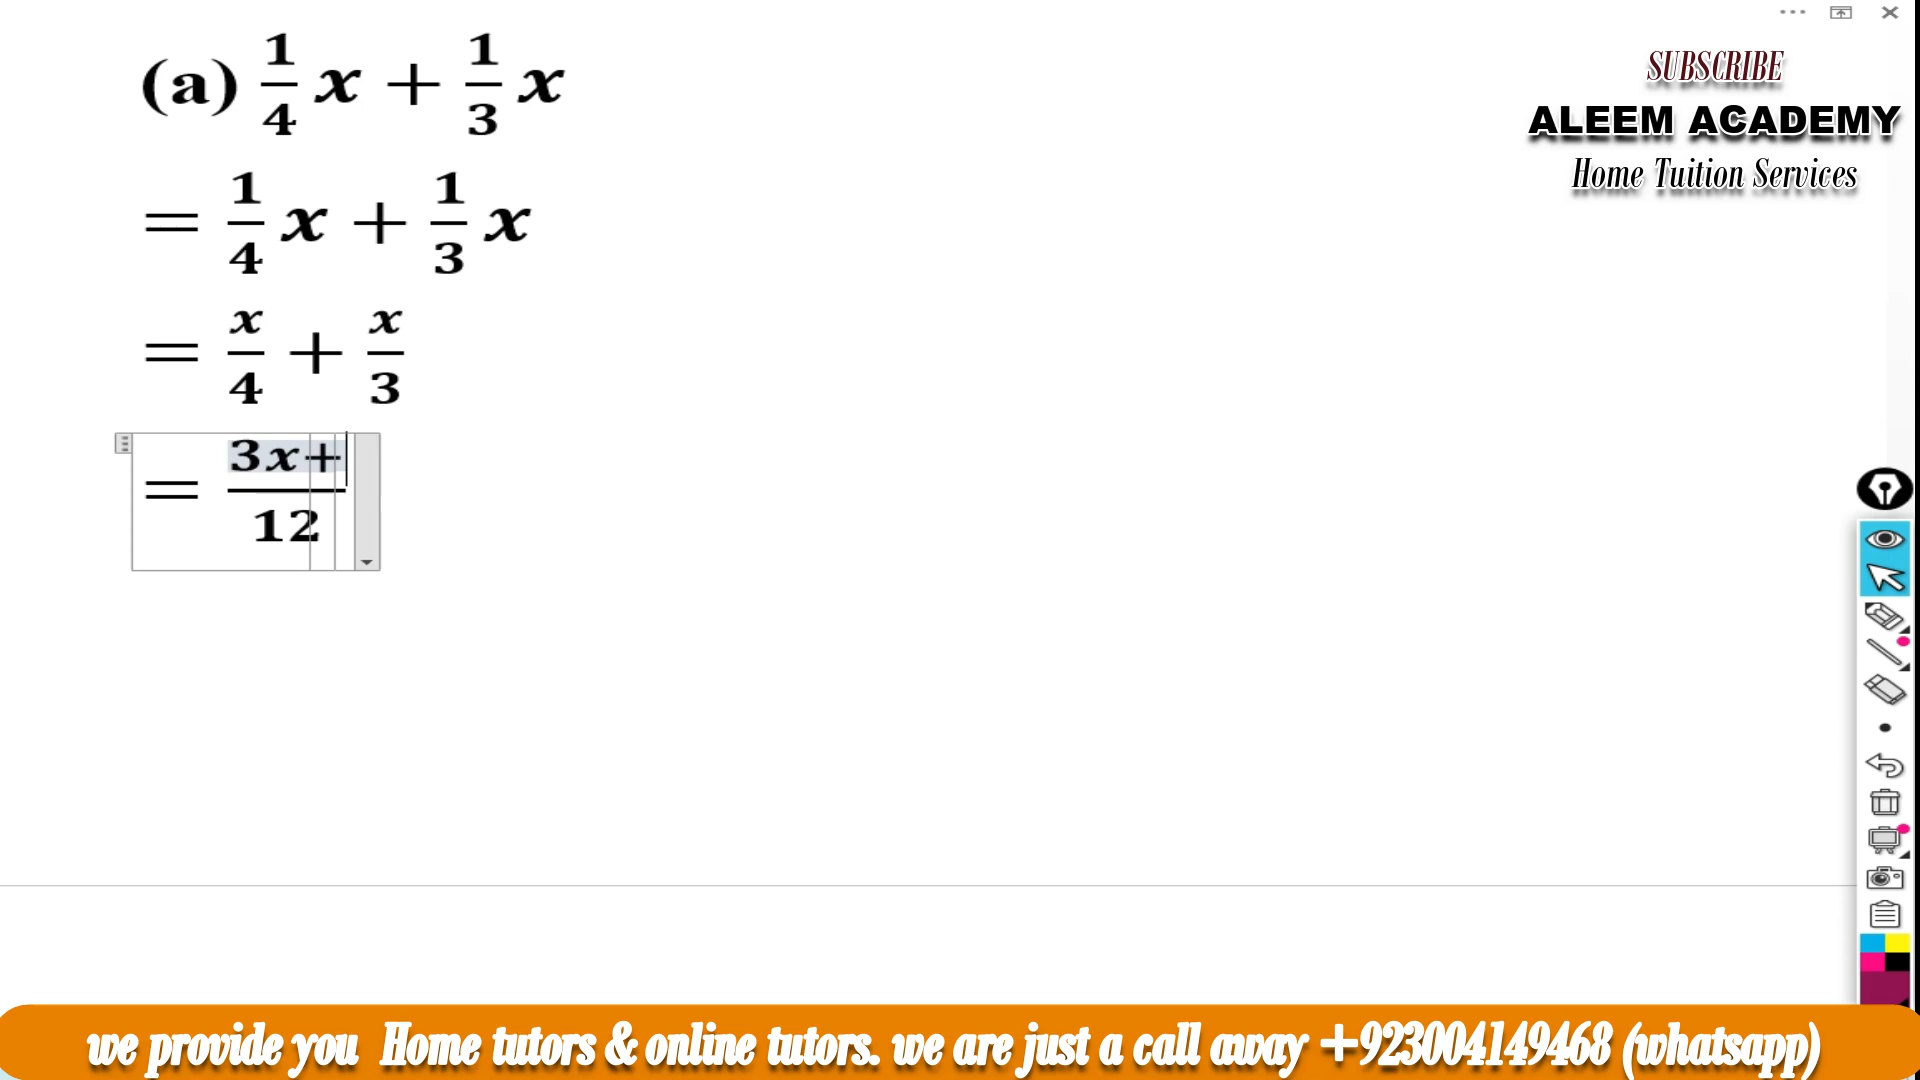 (a) 1/4 x + 1/3 x
= 1/4 x + 1/3 x
= x/4 + x/3
= 3x+/12
SUBSCRIBE
ALEEM ACADEMY
Home Tuition Services
we provide you Home tutors & online tutors. we are just a call away +923004149468 (whatsapp)